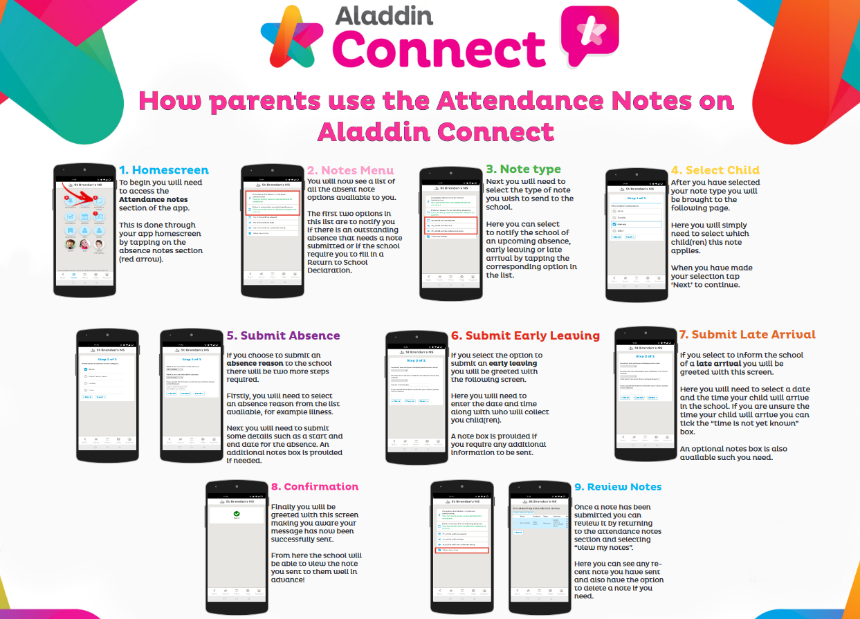 Aladdin
Connect
How parents use the Attendance Notes on
Aladdin Connect
1. Homescreen
To begin you will need
to access the
Attendance notes
section of the app.
This is done through
your app homescreen
by tapping on the
absence notes section
(red arrow).
2. Notes Menu
You will now see a list of
all the absent note
options available to you.
The first two options in
this list are to notify you
if there is an outstanding
absence that needs a note
submitted or if the school
require you to fill in a
Return to School
Declaration.
3. Note type
Next you will need to
select the type of note
you wish to send to the
school.
Here you can select
to notify the school of
an upcoming absence,
early leaving or late
arrival by tapping the
corresponding option in
the list.
4. Select Child
After you have selected
your note type you will
be brought to the
following page.
Here you will simply
need to select which
child(ren) this note
applies.
When you have made
your selection tap
'Next' to continue.
5. Submit Absence
If you choose to submit an
absence reason to the school
there will be two more steps
required.
Firstly, you will need to select
an absence reason from the list
available, for example illness.
Next you will need to submit
some details such as a start and
end date for the absence. An
additional notes box is provided
if needed.
6. Submit Early Leaving
If you select the option to
submit an early leaving
you will be greeted with
the following screen.
Here you will need to
enter the date and time
along with who will collect
you child(ren).
A note box is provided if
you require any additional
information to be sent.
7. Submit Late Arrival
if you select to inform the school
of a late arrival you will be
greeted with this screen.
Here you will need to select a date
and the time your child will arrive
in the school. If you are unsure the
time your child will arrive you can
tick the "time is not yet known"
box.
An optional notes box is also
available such you need.
8. Confirmation
Finally you will be
greeted with this screen
making you aware your
message has now been
successfully sent.
From here the school will
be able to view the note
you sent to them well in
advance!
9. Review Notes
Once a note has been
submitted you can
review it by returning
to the attendance notes
section and selecting
"view my notes".
Here you can see any re-
cent note you have sent
and also have the option
to delete a note if you
need.